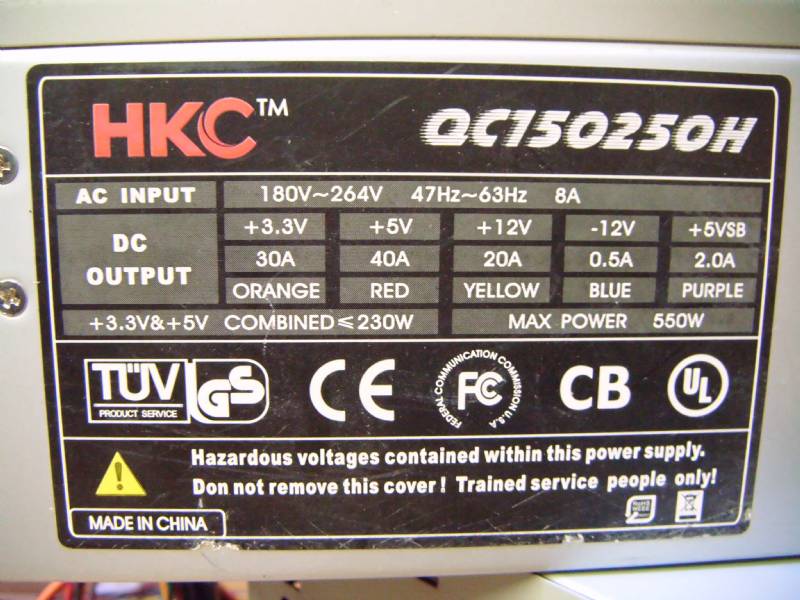 HKC™ QC150250H
AC INPUT 180V~264V 47Hz~63Hz 8A
DC OUTPUT +3.3V +5V +12V -12V +5VSB
30A 40A 20A 0.5A 2.0A
ORANGE RED YELLOW BLUE PURPLE
+3.3V&+5V COMBINED≤230W MAX POWER 550W
TÜV PRODUCT SERVICE GS CE FC FEDERAL COMMUNICATION COMMISSION U.S.A CB UL
Hazardous voltages contained within this power supply.
Don not remove this cover! Trained service people only!
MADE IN CHINA